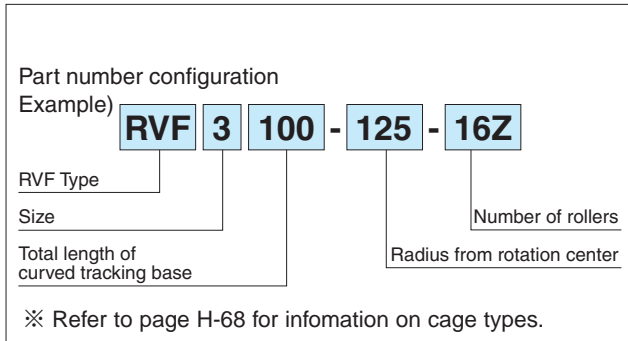 Part number configuration
Example) RVF 3 100 - 125 - 16Z
RVF Type
Size
Number of rollers
Total length of
curved tracking base
Radius from rotation center
※ Refer to page H-68 for infomation on cage types.